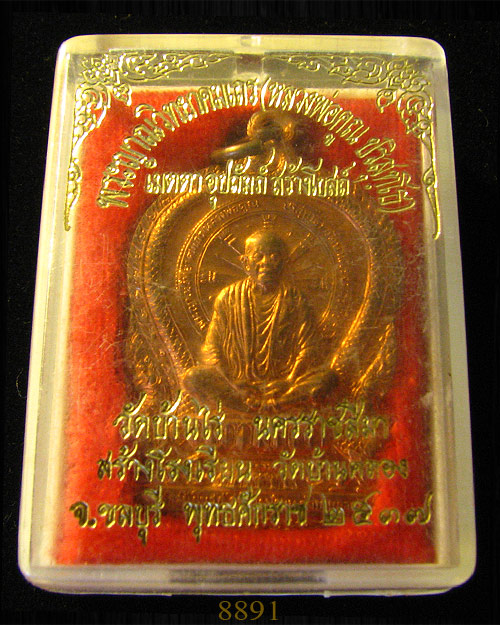 พระญาณวิทยาคมเถร (หลวงพ่อคูณ ปริสุทโธ)
เมตตา อุปถัมภ์ สร้างโบสถ์
วัดบ้านไร่ นครราชสีมา
สร้างโรงเรียน วัดบ้านคลอง
จ.ชลบุรี พุทธศักราช ๒๕๓๗
8891